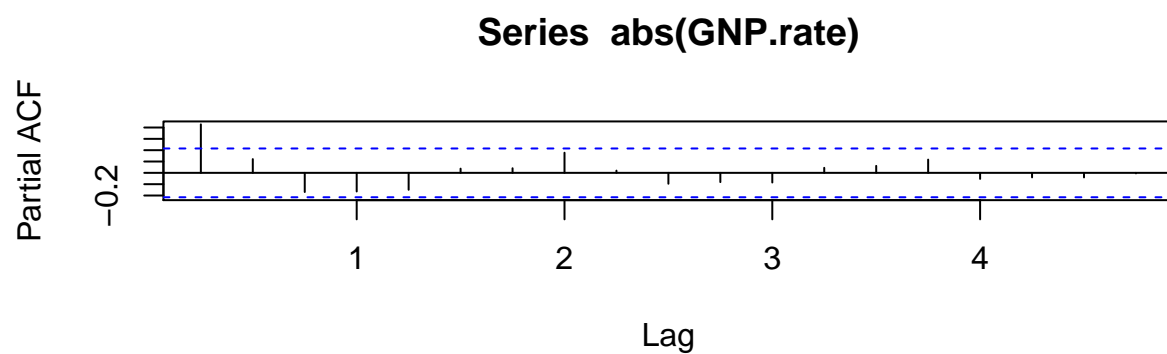 Series  abs(GNP.rate)
Partial ACF
−0.2
1 2 3 4
Lag